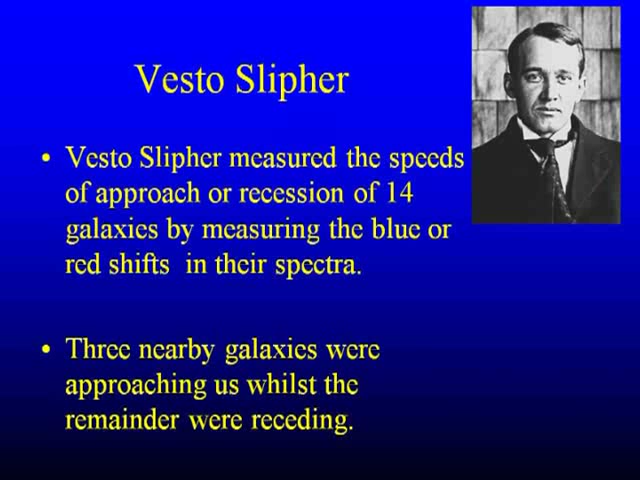 Vesto Slipher
• Vesto Slipher measured the speeds
of approach or recession of 14
galaxies by measuring the blue or
red shifts in their spectra.
• Three nearby galaxies were
approaching us whilst the
remainder were receding.